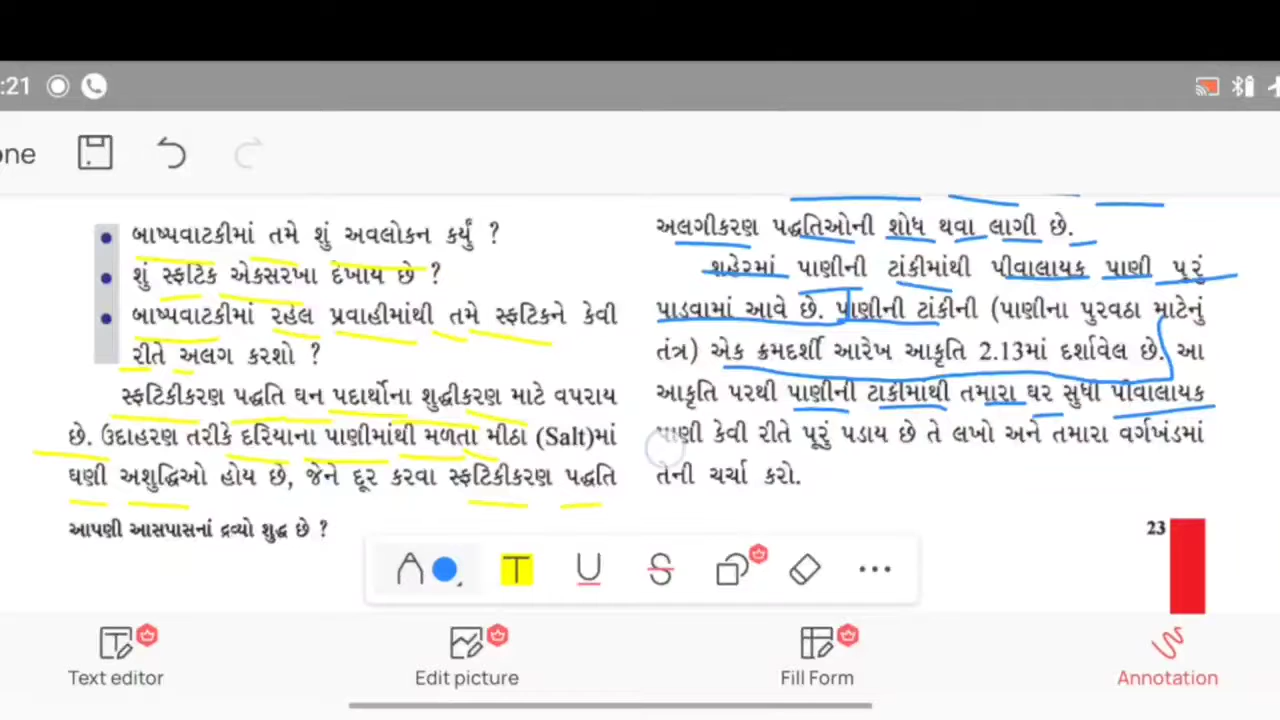 :21
one
બાષ્પવાટકીમાં તમે શું અવલોકન કર્યું ?
શું સ્ફટિક એકસરખા દેખાય છે ?
બાષ્પવાટકીમાં રહેલ પ્રવાહીમાંથી તમે સ્ફટિકને કેવી
રીતે અલગ કરશો ?
સ્ફટિકીકરણ પદ્ધતિ ઘન પદાર્થોના શુદ્ધીકરણ માટે વપરાય
છે. ઉદાહરણ તરીકે દરિયાના પાણીમાંથી મળતા મીઠા (Salt)માં
ઘણી અશુદ્ધિઓ હોય છે, જેને દૂર કરવા સ્ફટિકીકરણ પદ્ધતિ
આપણી આસપાસનાં દ્રવ્યો શુદ્ધ છે ?
અલગીકરણ પદ્ધતિઓની શોધ થવા લાગી છે.
શહેરમાં પાણીની ટાંકીમાંથી પીવાલાયક પાણી પૂરું
પાડવામાં આવે છે. પાણીની ટાંકીની (પાણીના પુરવઠા માટેનું
તંત્ર) એક ક્રમદર્શી આરેખ આકૃતિ 2.13માં દર્શાવેલ છે. આ
આકૃતિ પરથી પાણીની ટાકીમાંથી તમારા ઘર સુધી પીવાલાયક
પાણી કેવી રીતે પૂરું પડાય છે તે લખો અને તમારા વર્ગખંડમાં
તેની ચર્ચા કરો.
23
Text editor
Edit picture
Fill Form
Annotation